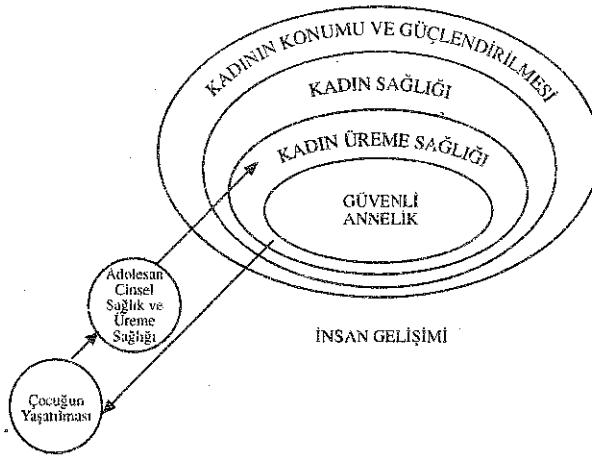 KADININ KONUMU VE GÜÇLENDİRİLMESİ
KADIN SAĞLIĞI
KADIN ÜREME SAĞLIĞI
GÜVENLİ
ANNELİK
Adolesan
Cinsel
Sağlık ve
Üreme
Sağlığı
İNSAN GELİŞİMİ
Çocuğun
Yaşatılması